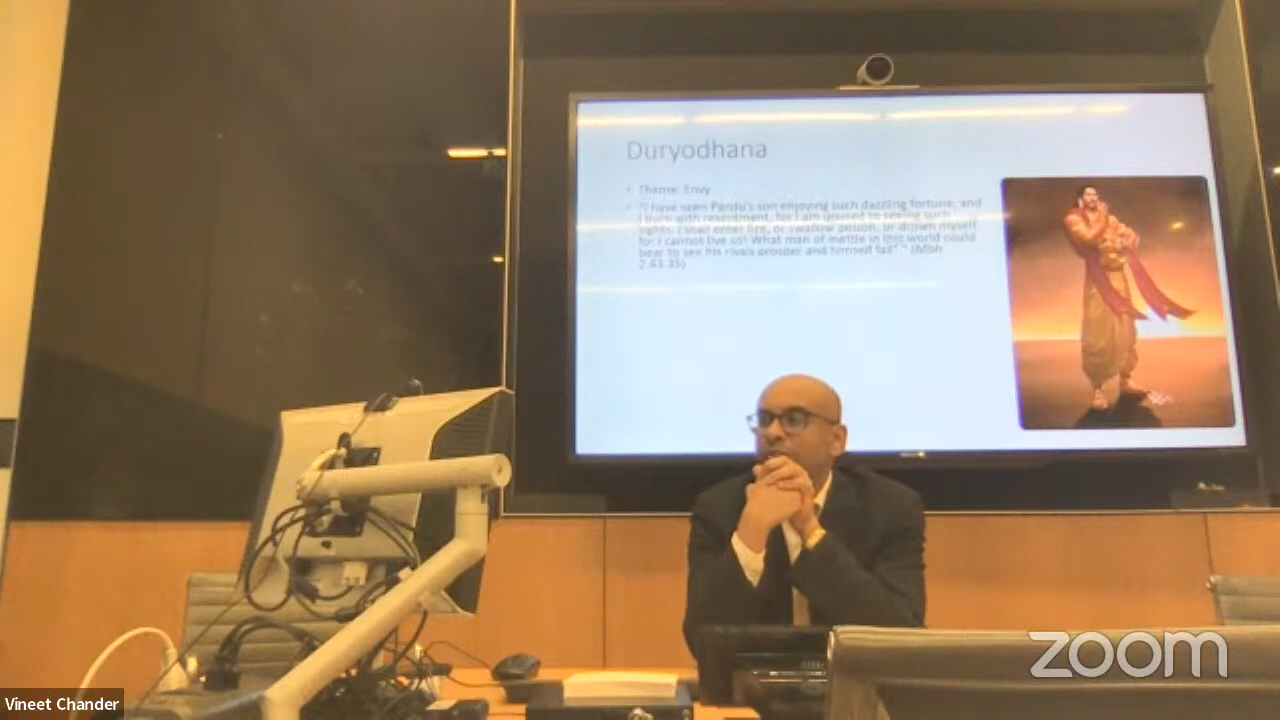 Duryodhana
• Theme: Envy
• "I have seen Pandu's son enjoying such dazzling fortune, and
I burn with resentment, for I am unused to seeing such
sights. I shall enter fire, or swallow poison, or drown myself
for I cannot live on! What man of mettle in this world could
bear to see his rivals prosper and himself fail" " (Mbh
2.43.35)
zoom
Vineet Chander